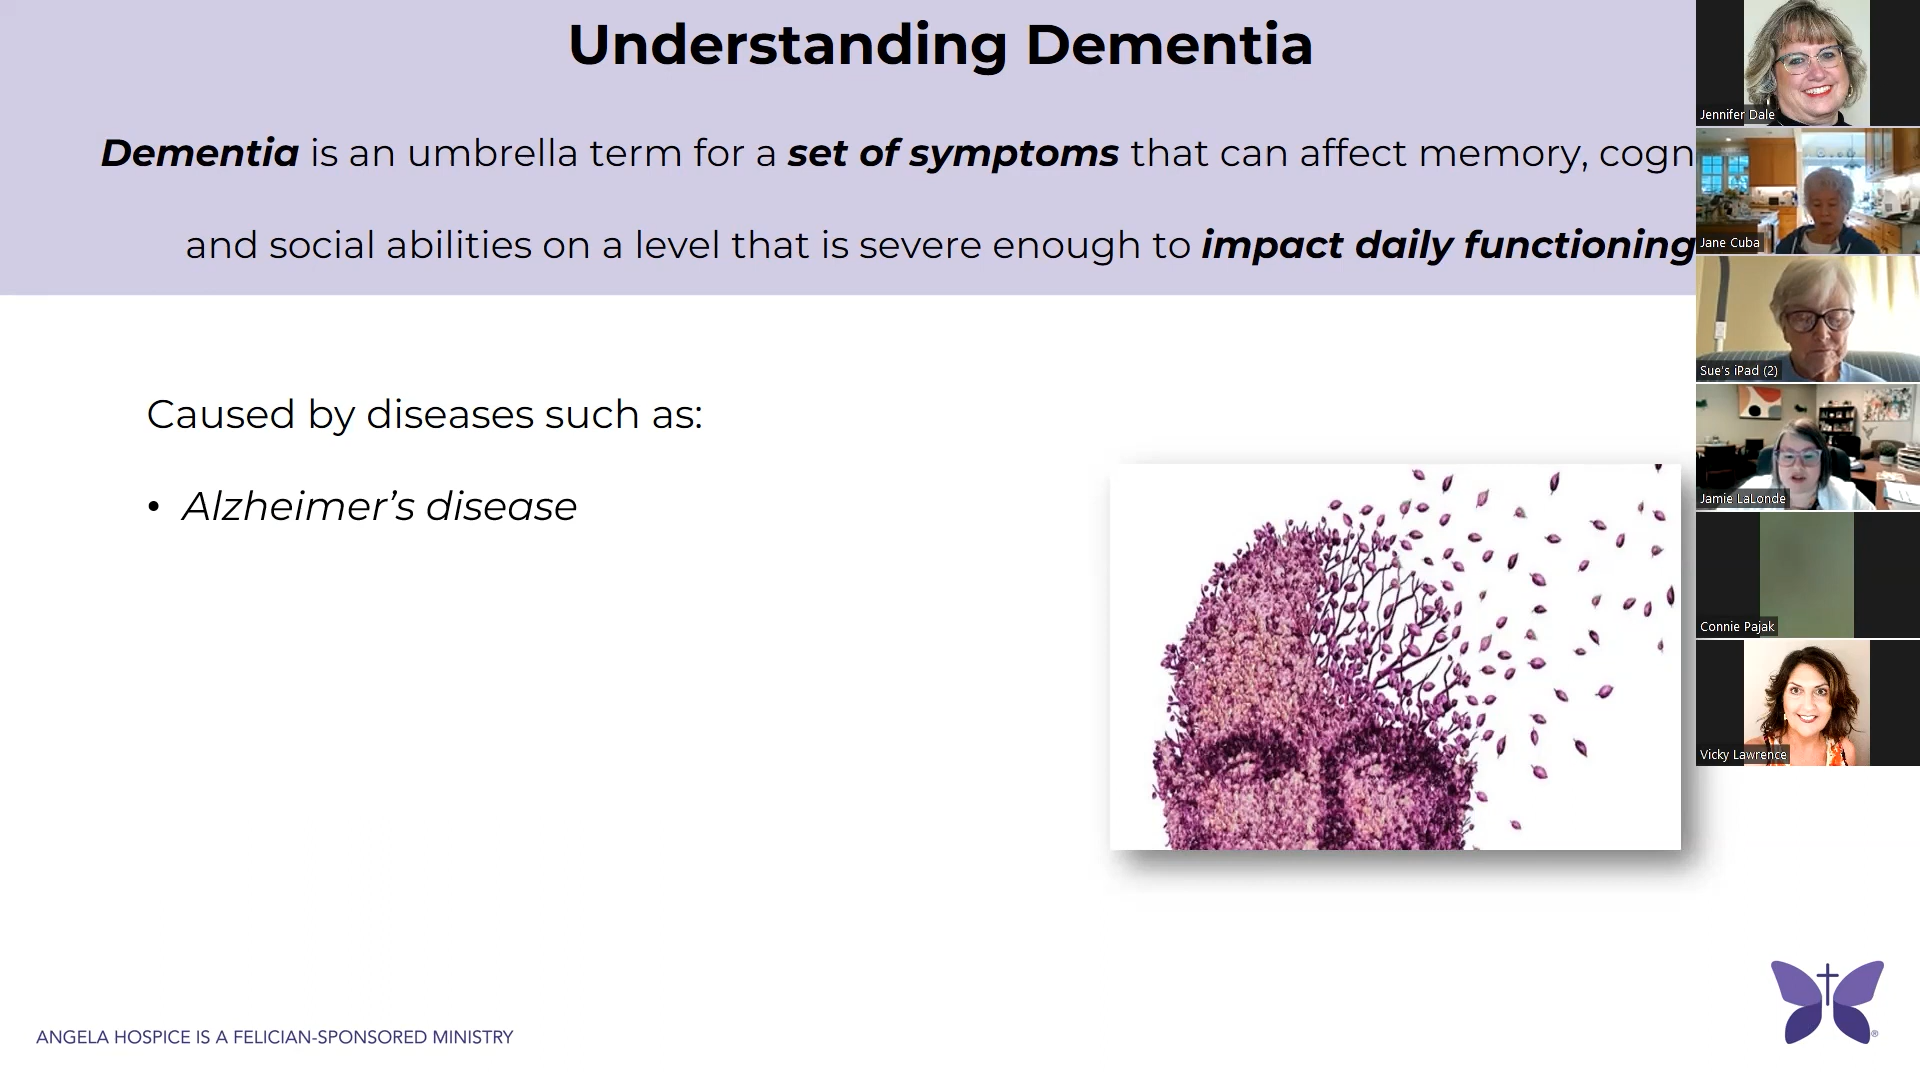 Understanding Dementia
Dementia is an umbrella term for a set of symptoms that can affect memory, cogn
and social abilities on a level that is severe enough to impact daily functioning
Caused by diseases such as:
• Alzheimer’s disease
ANGELA HOSPICE IS A FELICIAN-SPONSORED MINISTRY
®
Jennifer Dale
Jane Cuba
Sue's iPad (2)
Jamie LaLonde
Connie Pajak
Vicky Lawrence